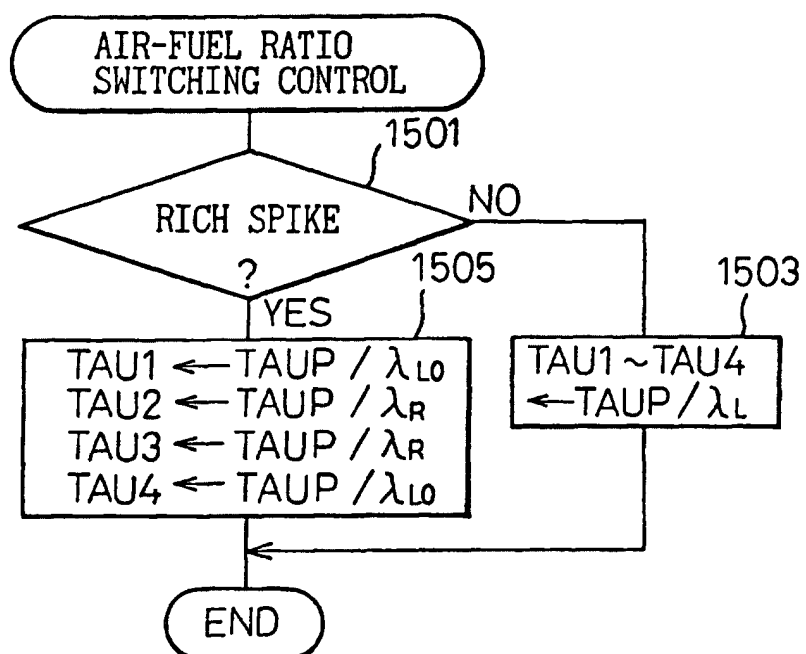 AIR-FUEL RATIO
SWITCHING CONTROL
1501
RICH SPIKE
?
NO
YES
1505
TAU1 ← TAUP / λLO
TAU2 ← TAUP / λR
TAU3 ← TAUP / λR
TAU4 ← TAUP / λLO
1503
TAU1 ~ TAU4
← TAUP / λL
END